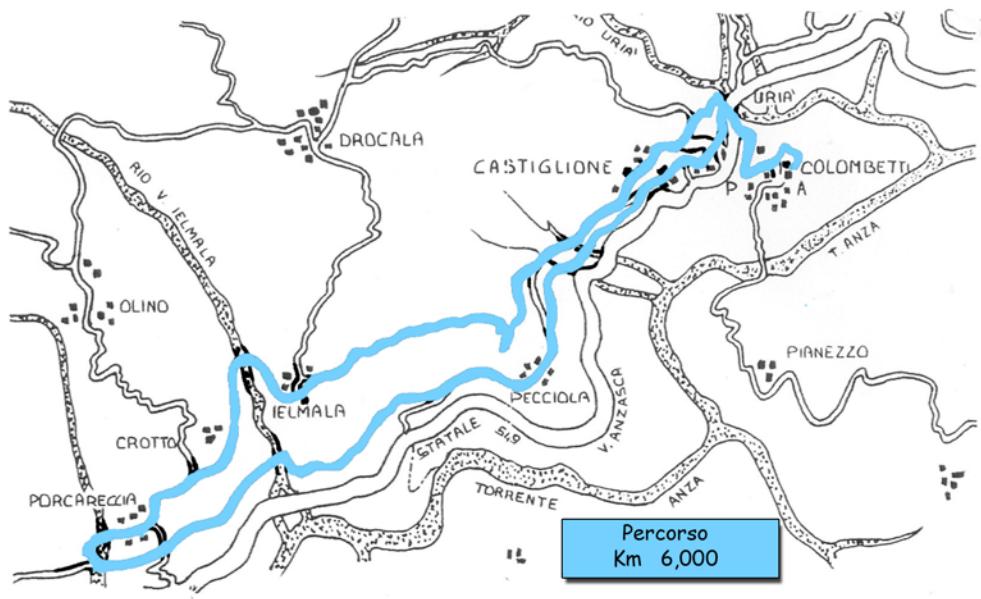 RIO URIA'
URIA'
DROCALA
CASTIGLIONE
COLOMBETTI
P
A
RIO V. IELMALA
T. ANZA
OLINO
PIANEZZO
IELMALA
PECCIOLA
CROTTO
STATALE 549
V. ANZASCA
PORCARECCIA
TORRENTE ANZA
Percorso
Km 6,000